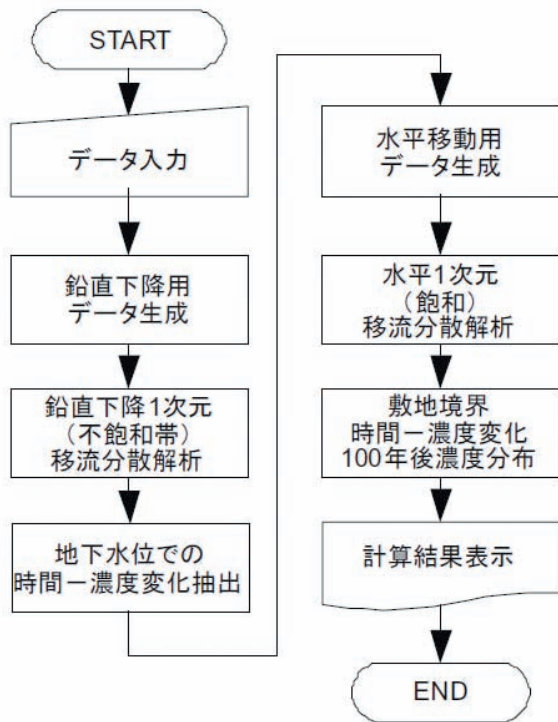 START
データ入力
鉛直下降用
データ生成
鉛直下降1次元
（不飽和帯）
移流分散解析
地下水位での
時間－濃度変化抽出
水平移動用
データ生成
水平1次元
（飽和）
移流分散解析
敷地境界
時間－濃度変化
100年後濃度分布
計算結果表示
END